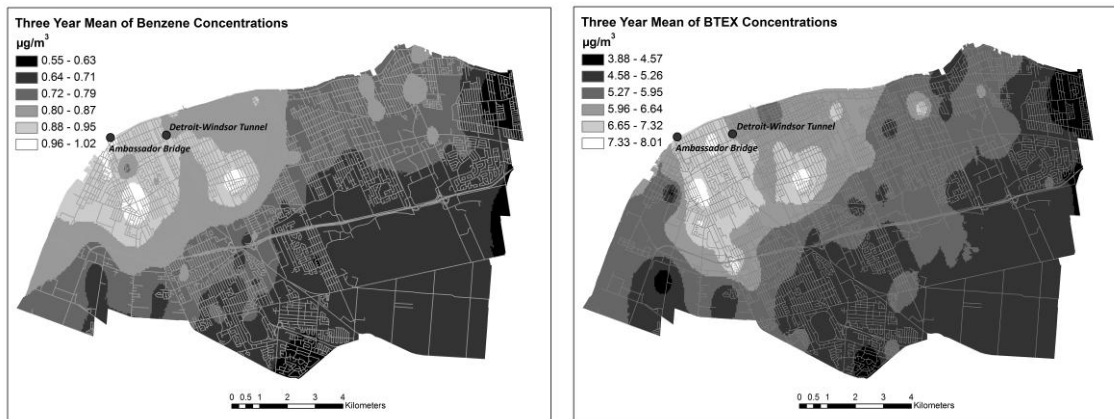 Three Year Mean of Benzene Concentrations
µg/m³
0.55 - 0.63
0.64 - 0.71
0.72 - 0.79
0.80 - 0.87
0.88 - 0.95
0.96 - 1.02
Detroit-Windsor Tunnel
Ambassador Bridge
0 0.5 1 2 3 4
Kilometers
Three Year Mean of BTEX Concentrations
µg/m³
3.88 - 4.57
4.58 - 5.26
5.27 - 5.95
5.96 - 6.64
6.65 - 7.32
7.33 - 8.01
Detroit-Windsor Tunnel
Ambassador Bridge
0 0.5 1 2 3 4
Kilometers